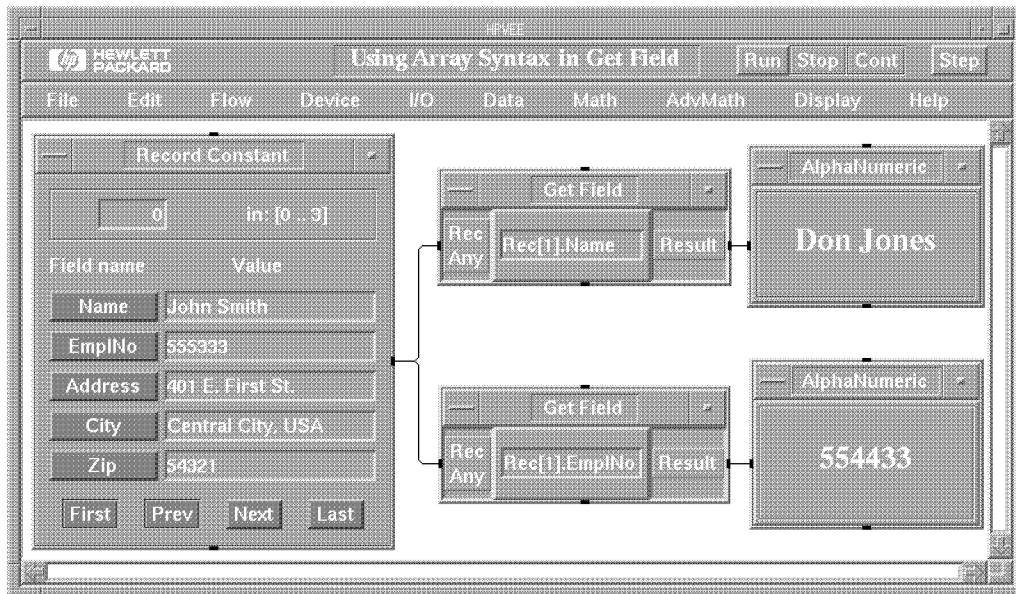 HPVEE
hp HEWLETT PACKARD
Using Array Syntax in Get Field
Run Stop Cont Step
File Edit Flow Device I/O Data Math AdvMath Display Help
Record Constant
0 in: [0 .. 3]
Field name Value
Name John Smith
EmplNo 555333
Address 401 E. First St.
City Central City, USA
Zip 54321
First Prev Next Last
Get Field
Rec Any
Rec[1].Name
Result
AlphaNumeric
Don Jones
Get Field
Rec Any
Rec[1].EmplNo
Result
AlphaNumeric
554433